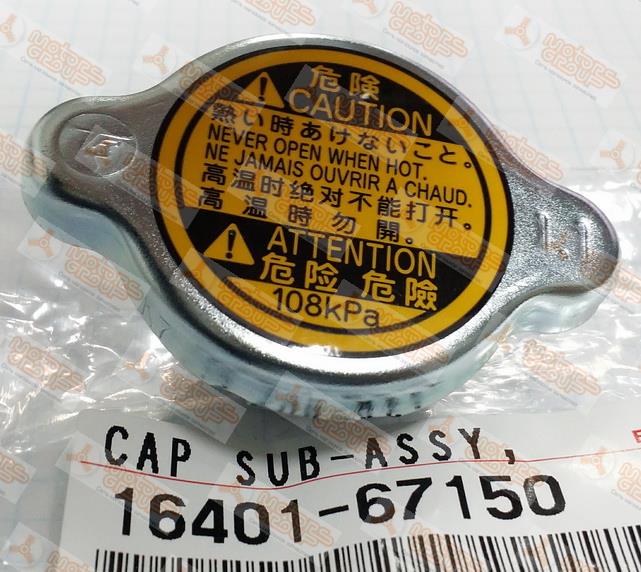 危険
CAUTION
熱い時あけないこと。
NEVER OPEN WHEN HOT.
NE JAMAIS OUVRIR A CHAUD.
高温时绝对不能打开。
高温時勿開。
ATTENTION
危险 危險
108kPa
CAP SUB-ASSY,
16401-67150